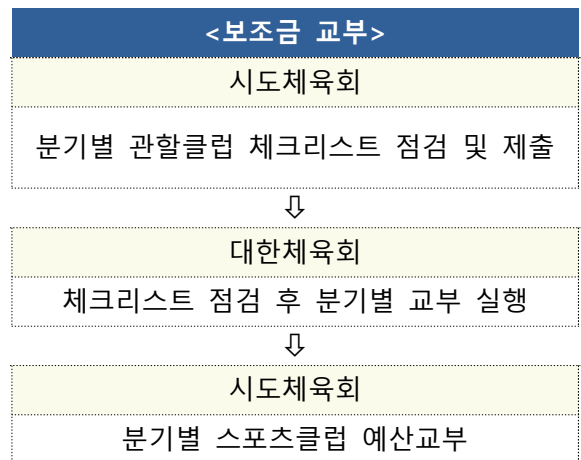 <보조금 교부>
시도체육회
분기별 관할클럽 체크리스트 점검 및 제출
⇩
대한체육회
체크리스트 점검 후 분기별 교부 실행
⇩
시도체육회
분기별 스포츠클럽 예산교부